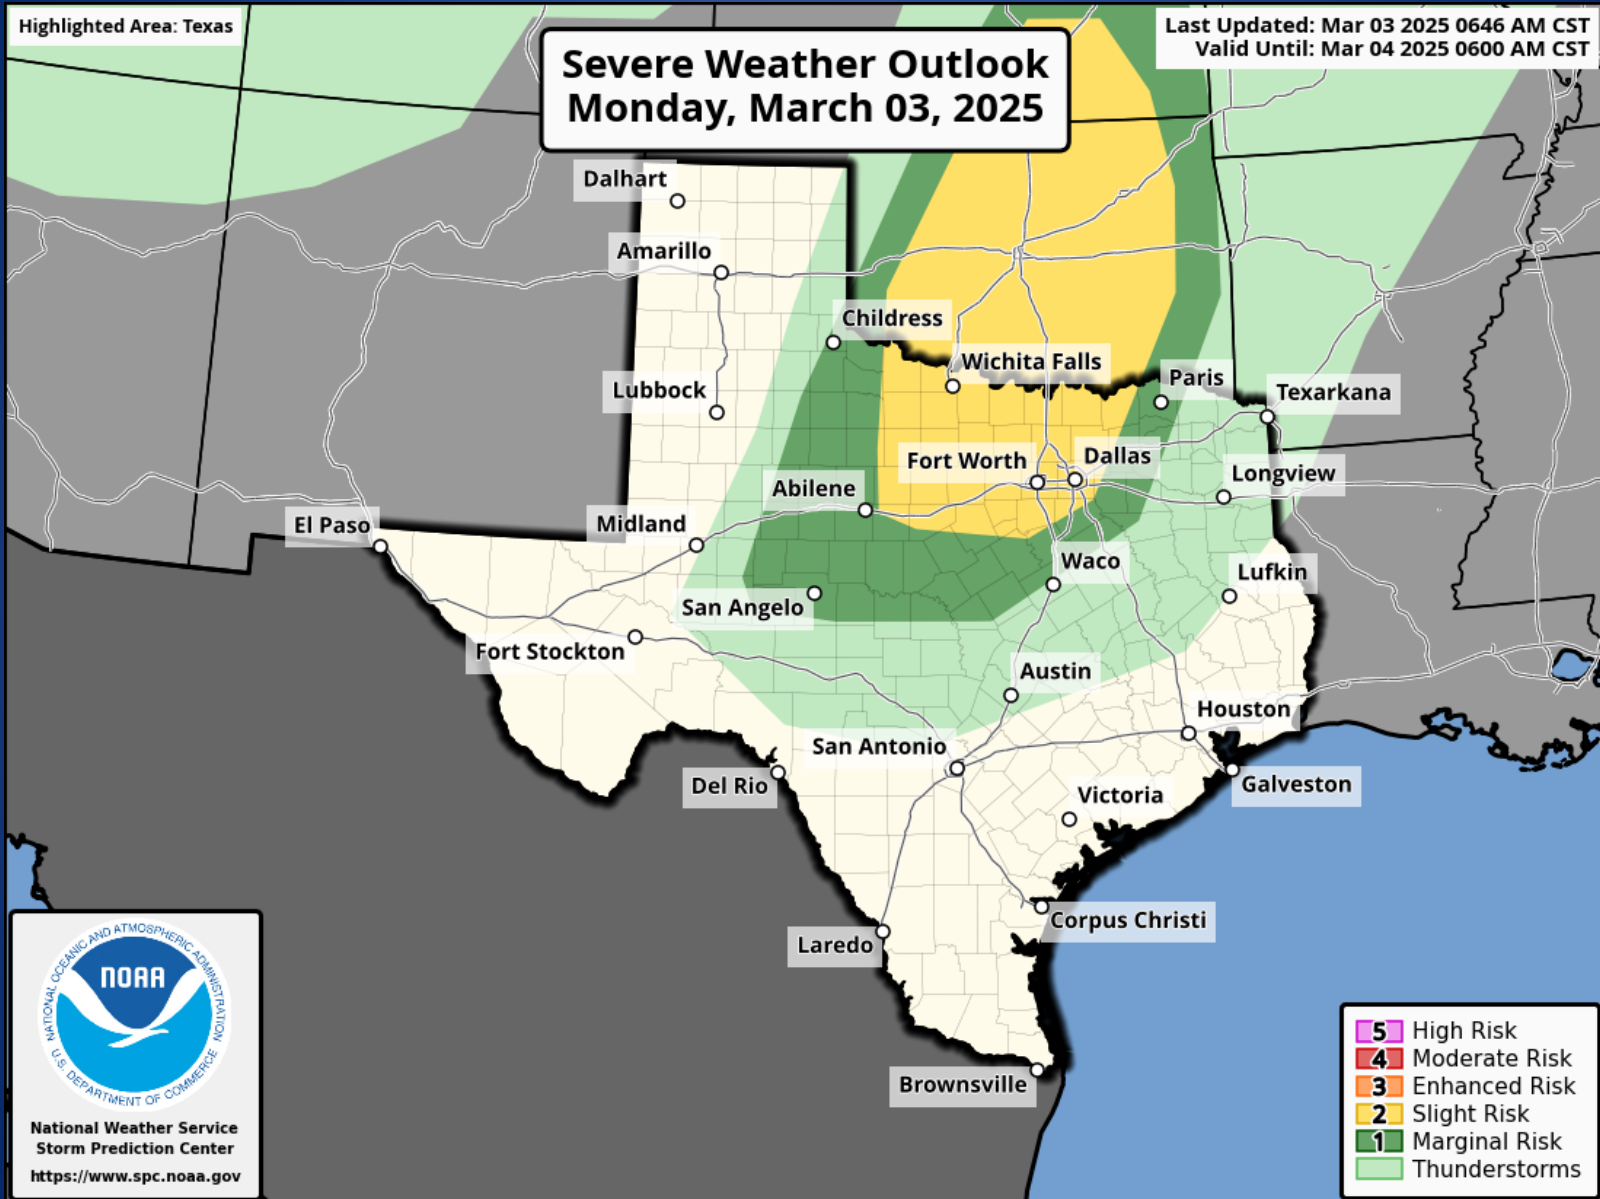 Highlighted Area: Texas
Severe Weather Outlook
Monday, March 03, 2025
Last Updated: Mar 03 2025 0646 AM CST
Valid Until: Mar 04 2025 0600 AM CST
Dalhart
Amarillo
Childress
Wichita Falls
Lubbock
Paris
Texarkana
Fort Worth
Dallas
Longview
Abilene
El Paso
Midland
Waco
Lufkin
San Angelo
Fort Stockton
Austin
Houston
San Antonio
Del Rio
Galveston
Victoria
Corpus Christi
Laredo
Brownsville
NATIONAL OCEANIC AND ATMOSPHERIC ADMINISTRATION
NOAA
U.S. DEPARTMENT OF COMMERCE
National Weather Service
Storm Prediction Center
https://www.spc.noaa.gov
5 High Risk
4 Moderate Risk
3 Enhanced Risk
2 Slight Risk
1 Marginal Risk
Thunderstorms